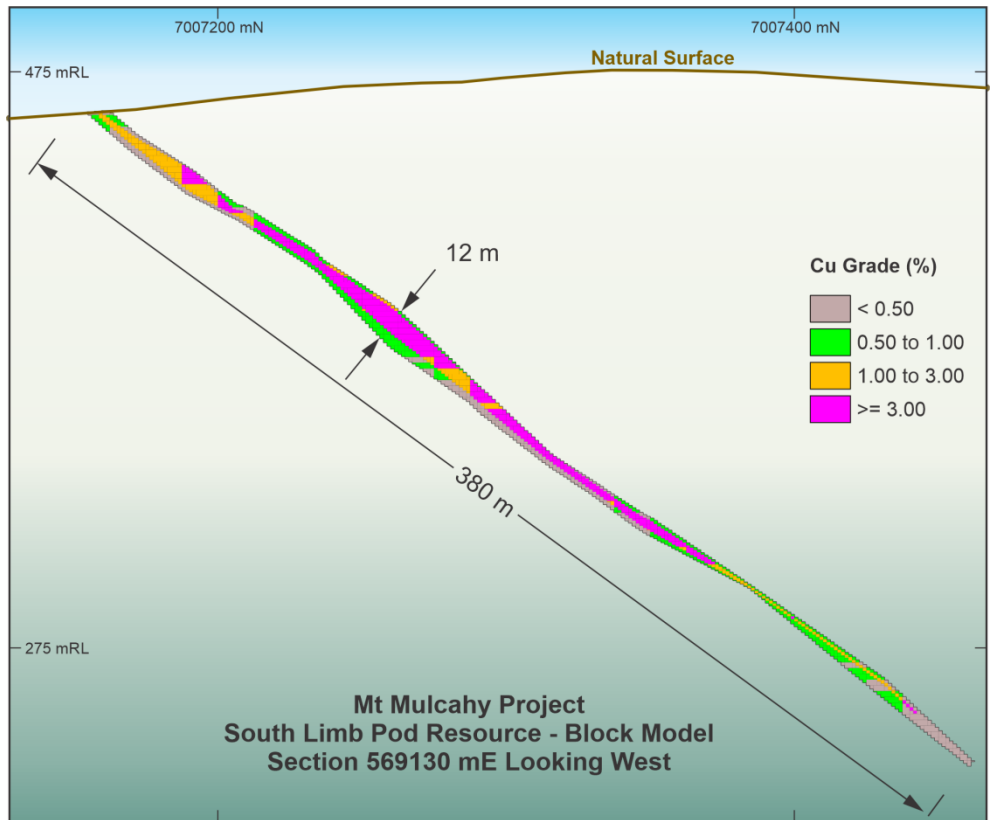 7007200 mN
7007400 mN
475 mRL
Natural Surface
12 m
Cu Grade (%)
< 0.50
0.50 to 1.00
1.00 to 3.00
>= 3.00
380 m
275 mRL
Mt Mulcahy Project
South Limb Pod Resource - Block Model
Section 569130 mE Looking West